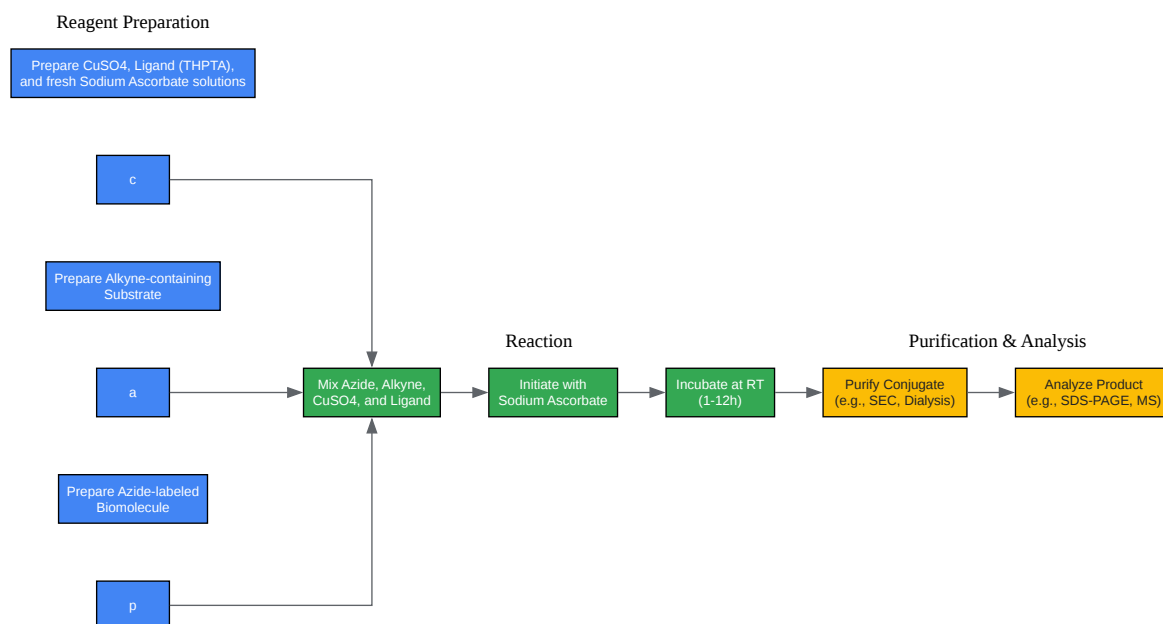 Reagent Preparation
Prepare CuSO4, Ligand (THPTA),
and fresh Sodium Ascorbate solutions
c
Prepare Alkyne-containing
Substrate
Reaction
Purification & Analysis
a
Mix Azide, Alkyne,
CuSO4, and Ligand
Initiate with
Sodium Ascorbate
Incubate at RT
(1-12h)
Purify Conjugate
(e.g., SEC, Dialysis)
Analyze Product
(e.g., SDS-PAGE, MS)
Prepare Azide-labeled
Biomolecule
p